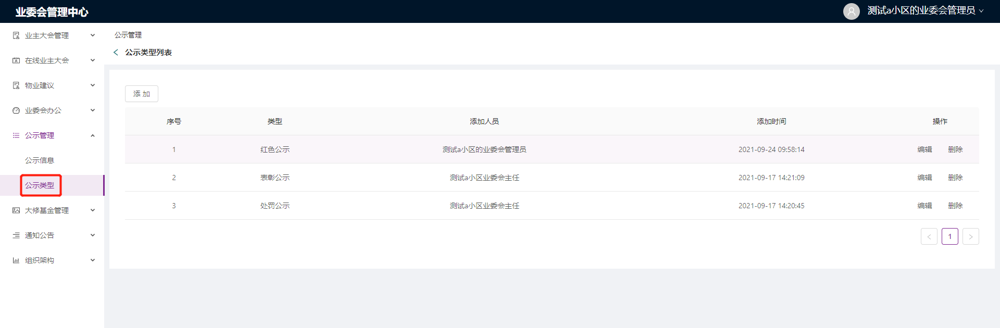 业委会管理中心
测试a小区的业委会管理员
业主大会管理
在线业主大会
物业建议
业委会办公
公示管理
公示信息
公示类型
大修基金管理
通知公告
组织架构
公示管理
公示类型列表
添 加
序号 类型 添加人员 添加时间 操作
1 红色公示 测试a小区的业委会管理员 2021-09-24 09:58:14 编辑 删除
2 表彰公示 测试a小区业委会主任 2021-09-17 14:21:09 编辑 删除
3 处罚公示 测试a小区业委会主任 2021-09-17 14:20:45 编辑 删除
< 1 >